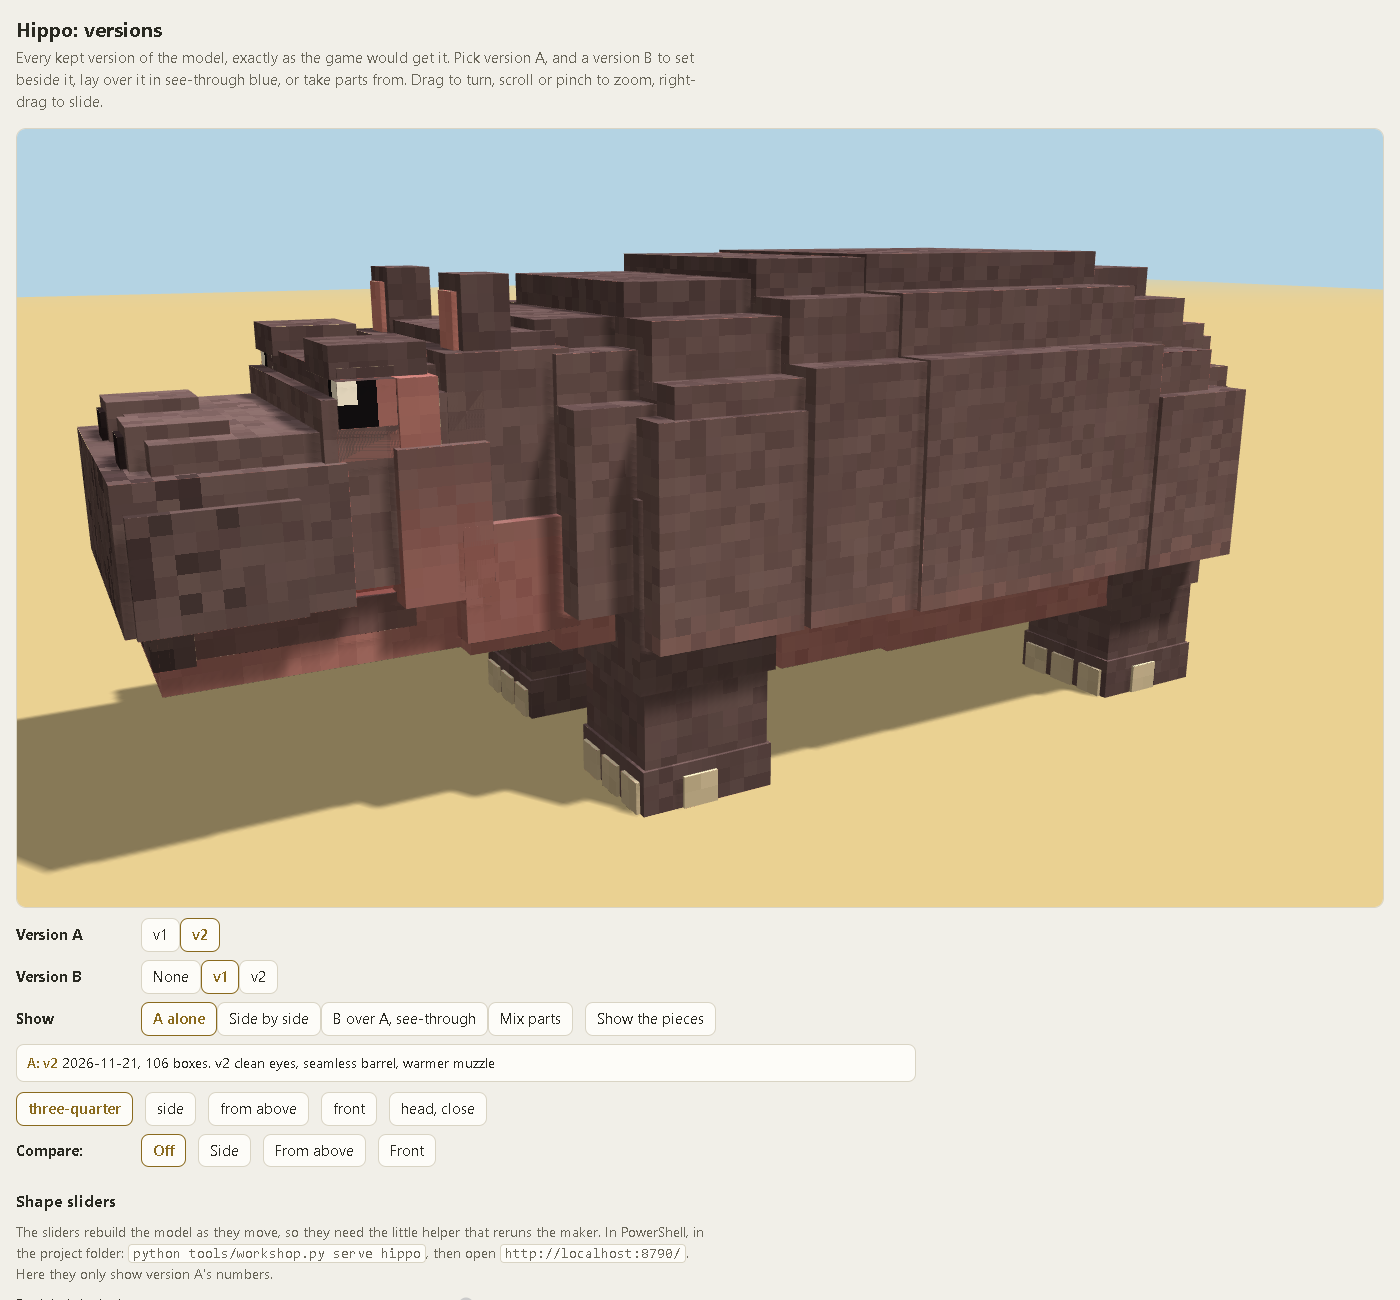 Hippo: versions
Every kept version of the model, exactly as the game would get it. Pick version A, and a version B to set
beside it, lay over it in see-through blue, or take parts from. Drag to turn, scroll or pinch to zoom, right-
drag to slide.
Version A v1 v2
Version B None v1 v2
Show A alone Side by side B over A, see-through Mix parts Show the pieces
A: v2 2026-11-21, 106 boxes. v2 clean eyes, seamless barrel, warmer muzzle
three-quarter side from above front head, close
Compare: Off Side From above Front
Shape sliders
The sliders rebuild the model as they move, so they need the little helper that reruns the maker. In PowerShell, in
the project folder: python tools/workshop.py serve hippo, then open http://localhost:8790/.
Here they only show version A's numbers.